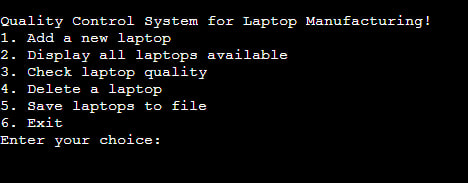 Quality Control System for Laptop Manufacturing!
1. Add a new laptop
2. Display all laptops available
3. Check laptop quality
4. Delete a laptop
5. Save laptops to file
6. Exit
Enter your choice: